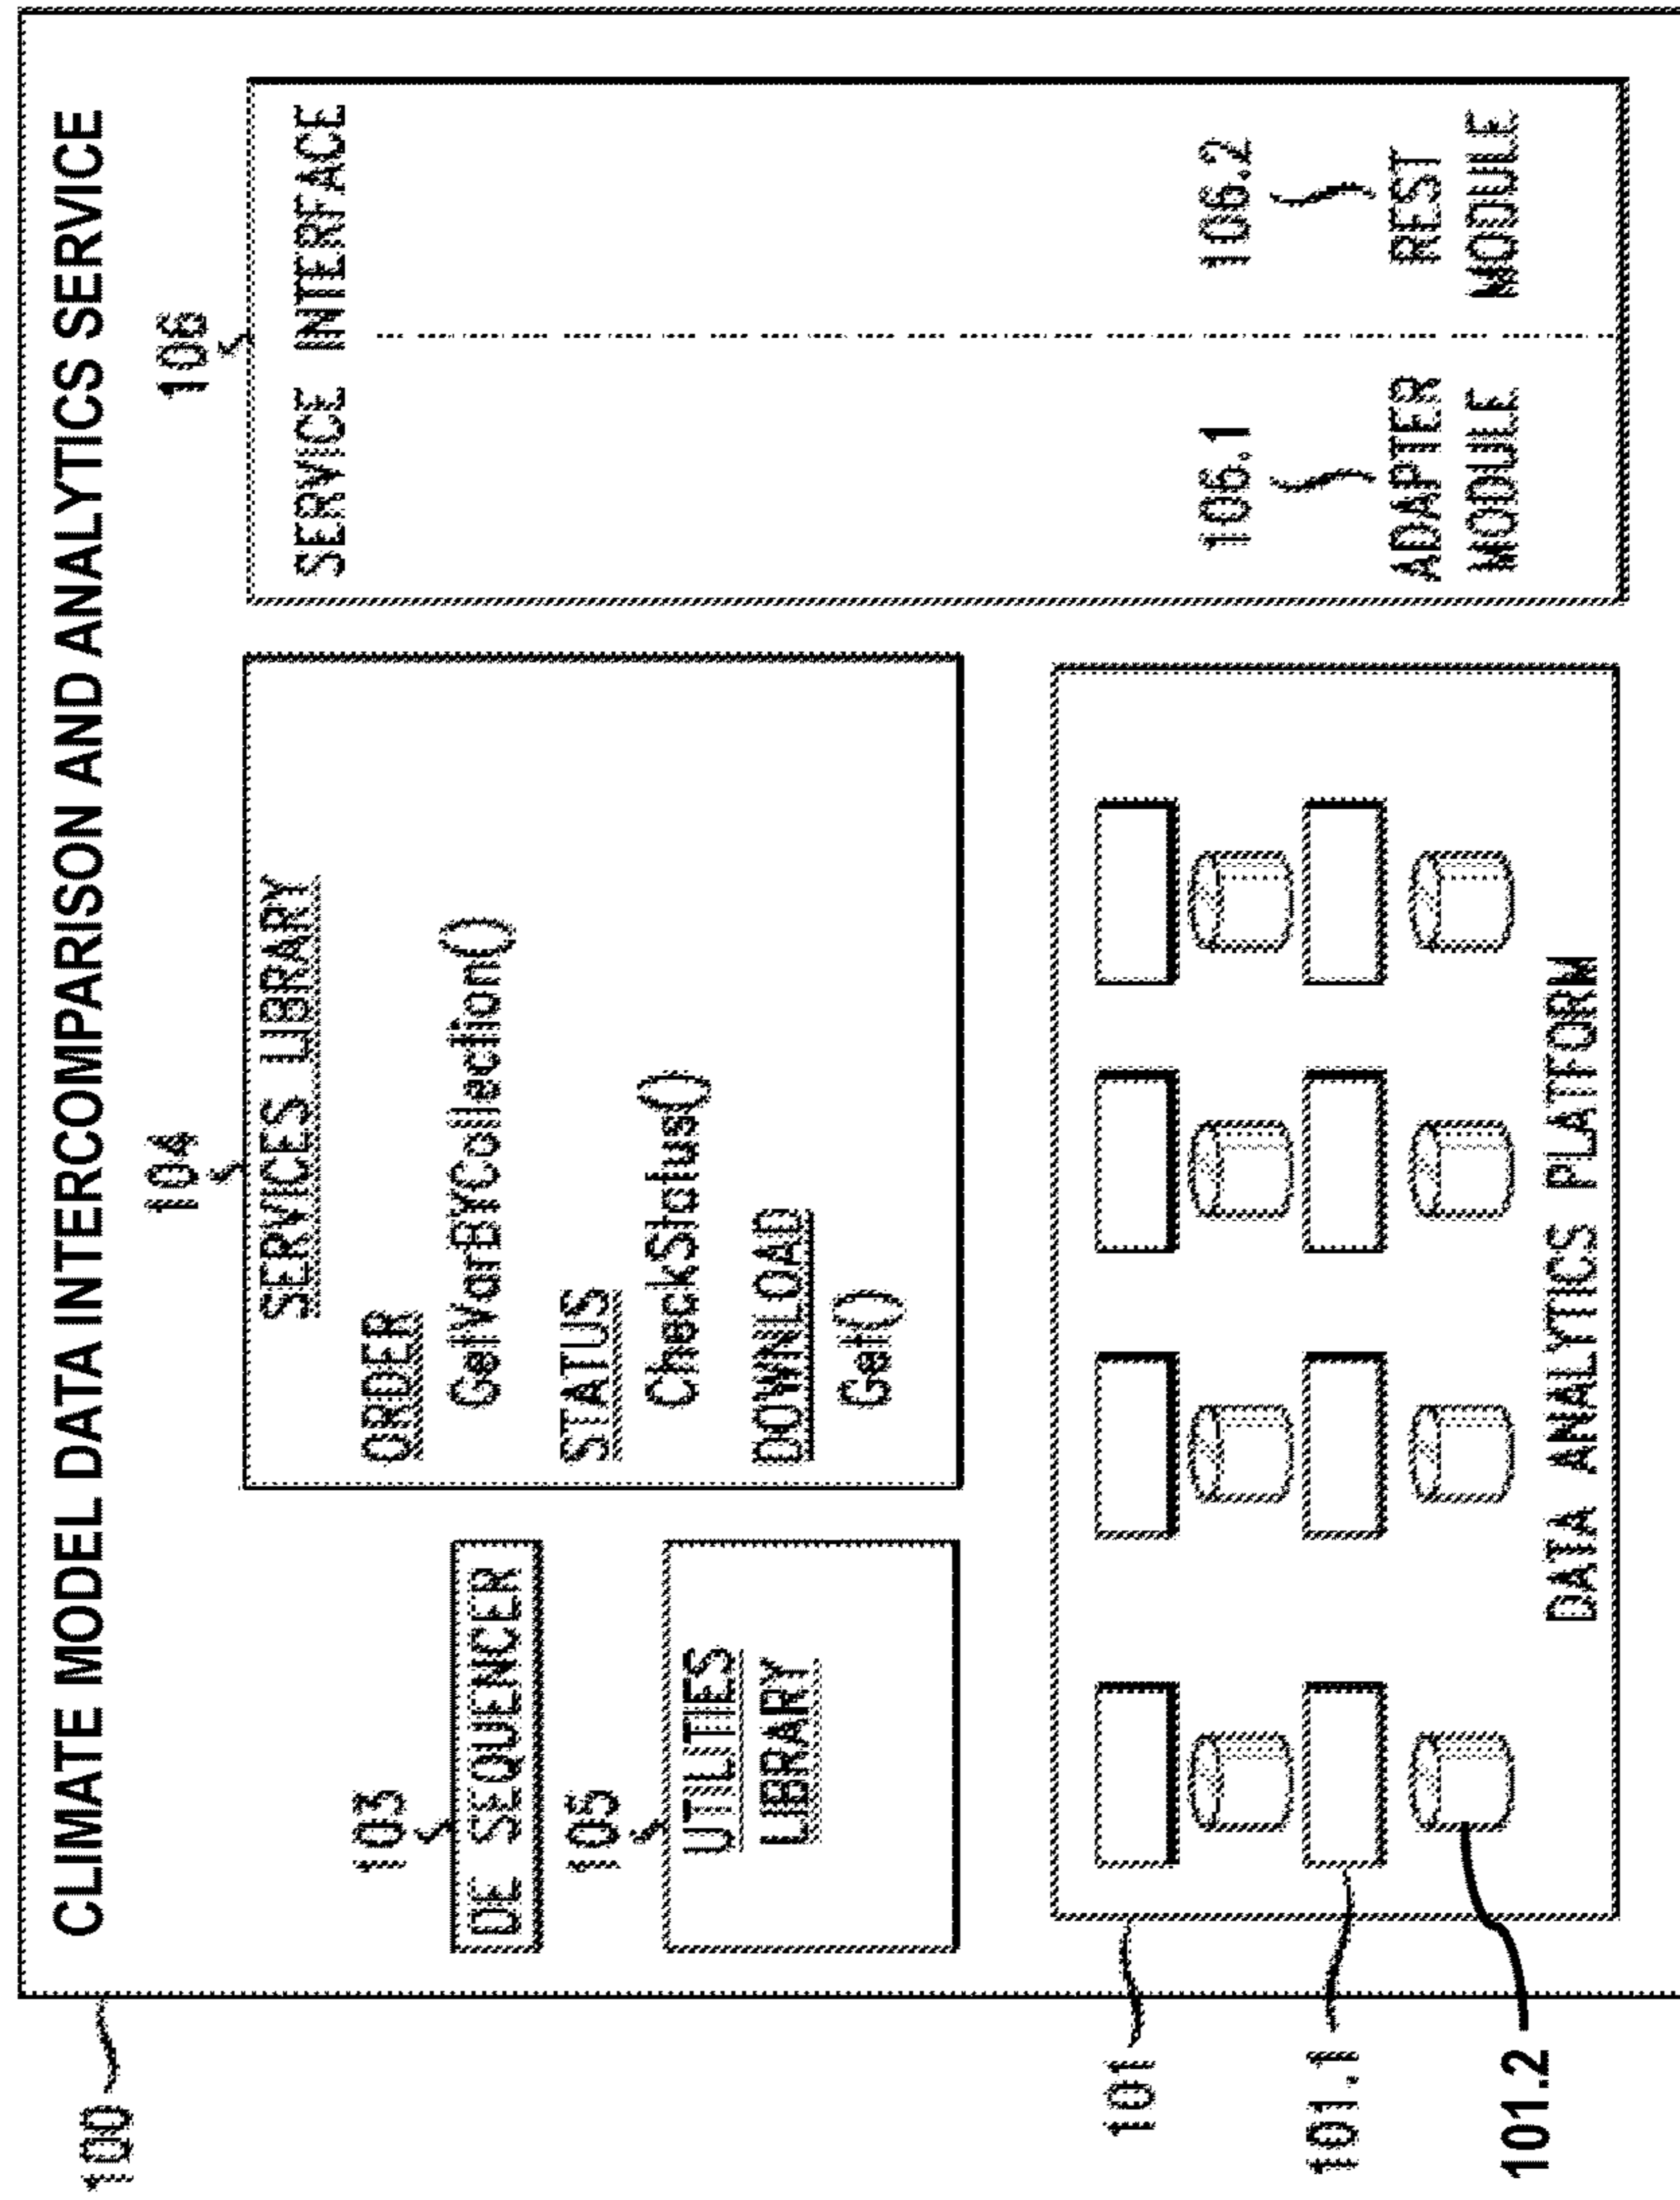 CLIMATE MODEL DATA INTERCOMPARISON AND ANALYTICS SERVICE
100
103
DE SEQUENCER
105
UTILITIES
LIBRARY
104
SERVICES LIBRARY
ORDER
GetVarBYCollection()
STATUS
CheckStatus()
DOWNLOAD
Get()
106
SERVICE INTERFACE
106.1
ADAPTER
MODULE
106.2
REST
MODULE
101
101.1
101.2
DATA ANALYTICS PLATFORM